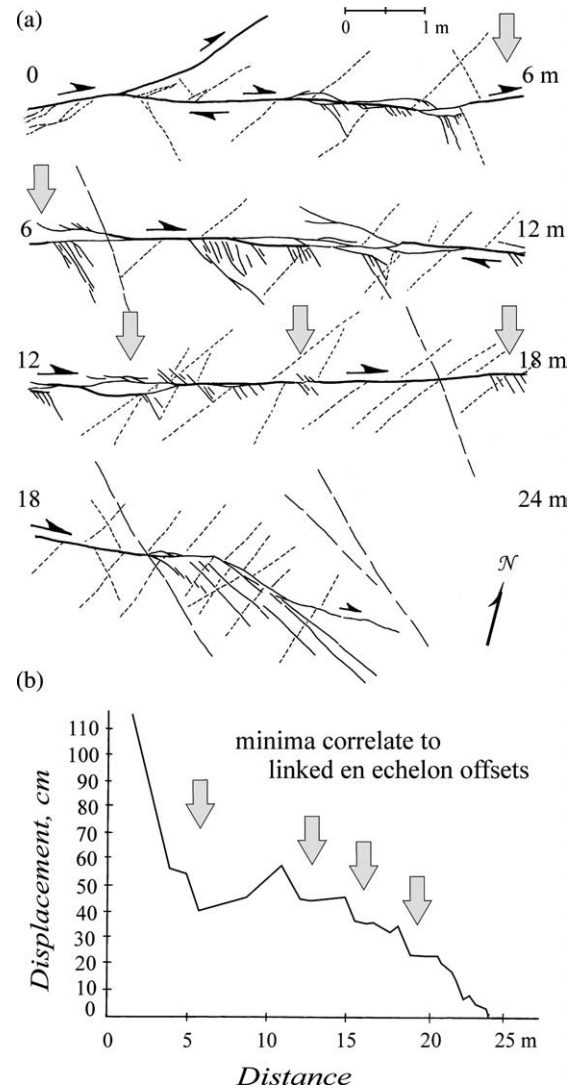 (a)
0 1 m
0 6 m
6 12 m
12 18 m
18 24 m
N
(b)
minima correlate to
linked en echelon offsets
Displacement, cm
110
100
90
80
70
60
50
40
30
20
10
0
0 5 10 15 20 25 m
Distance